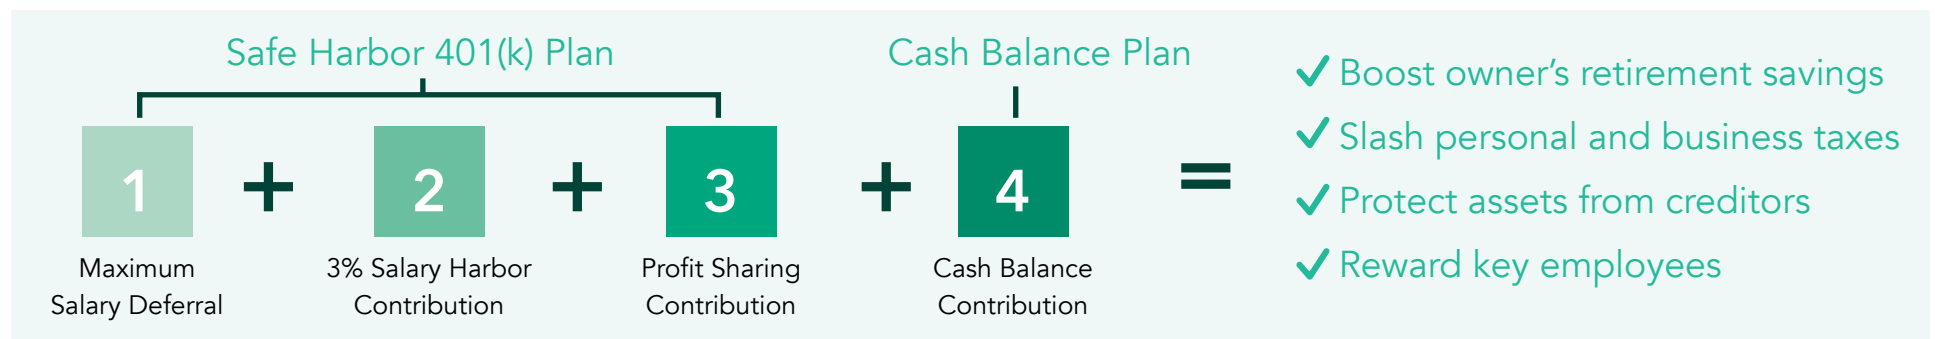 Safe Harbor 401(k) Plan
Cash Balance Plan
1 + 2 + 3 + 4 =
Maximum
Salary Deferral
3% Salary Harbor
Contribution
Profit Sharing
Contribution
Cash Balance
Contribution
✓ Boost owner’s retirement savings
✓ Slash personal and business taxes
✓ Protect assets from creditors
✓ Reward key employees